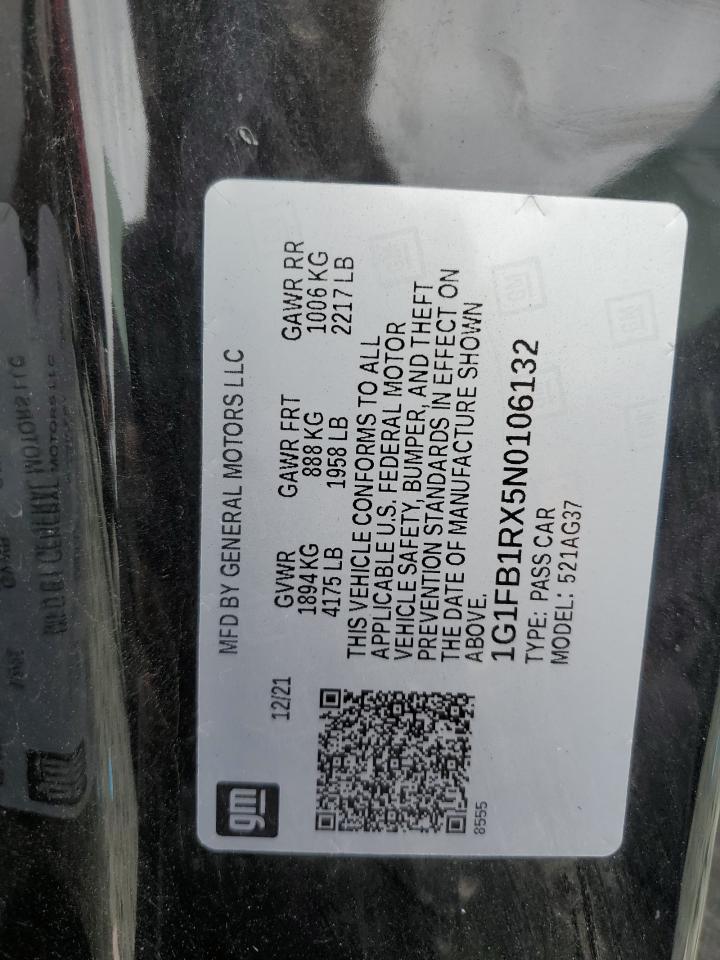 gm
MFD BY GENERAL MOTORS LLC
12/21
GVWR GAWR FRT GAWR RR
1894 KG 888 KG 1006 KG
4175 LB 1958 LB 2217 LB
THIS VEHICLE CONFORMS TO ALL
APPLICABLE U.S. FEDERAL MOTOR
VEHICLE SAFETY, BUMPER, AND THEFT
PREVENTION STANDARDS IN EFFECT ON
THE DATE OF MANUFACTURE SHOWN
ABOVE.
8555
1G1FB1RX5N0106132
TYPE: PASS CAR
MODEL: 521AG37